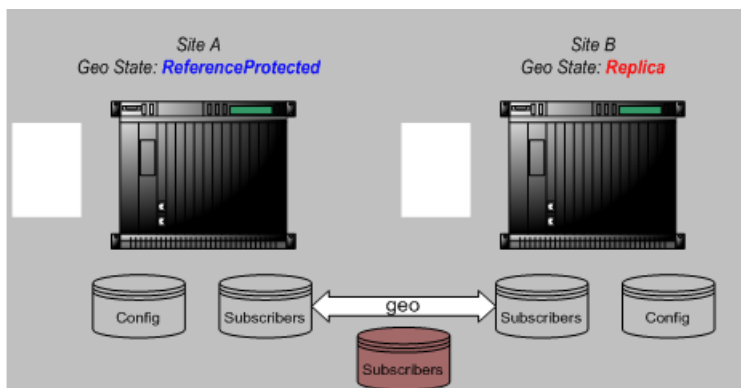 Site A
Geo State: ReferenceProtected
Site B
Geo State: Replica
Config
Subscribers
geo
Subscribers
Config
Subscribers